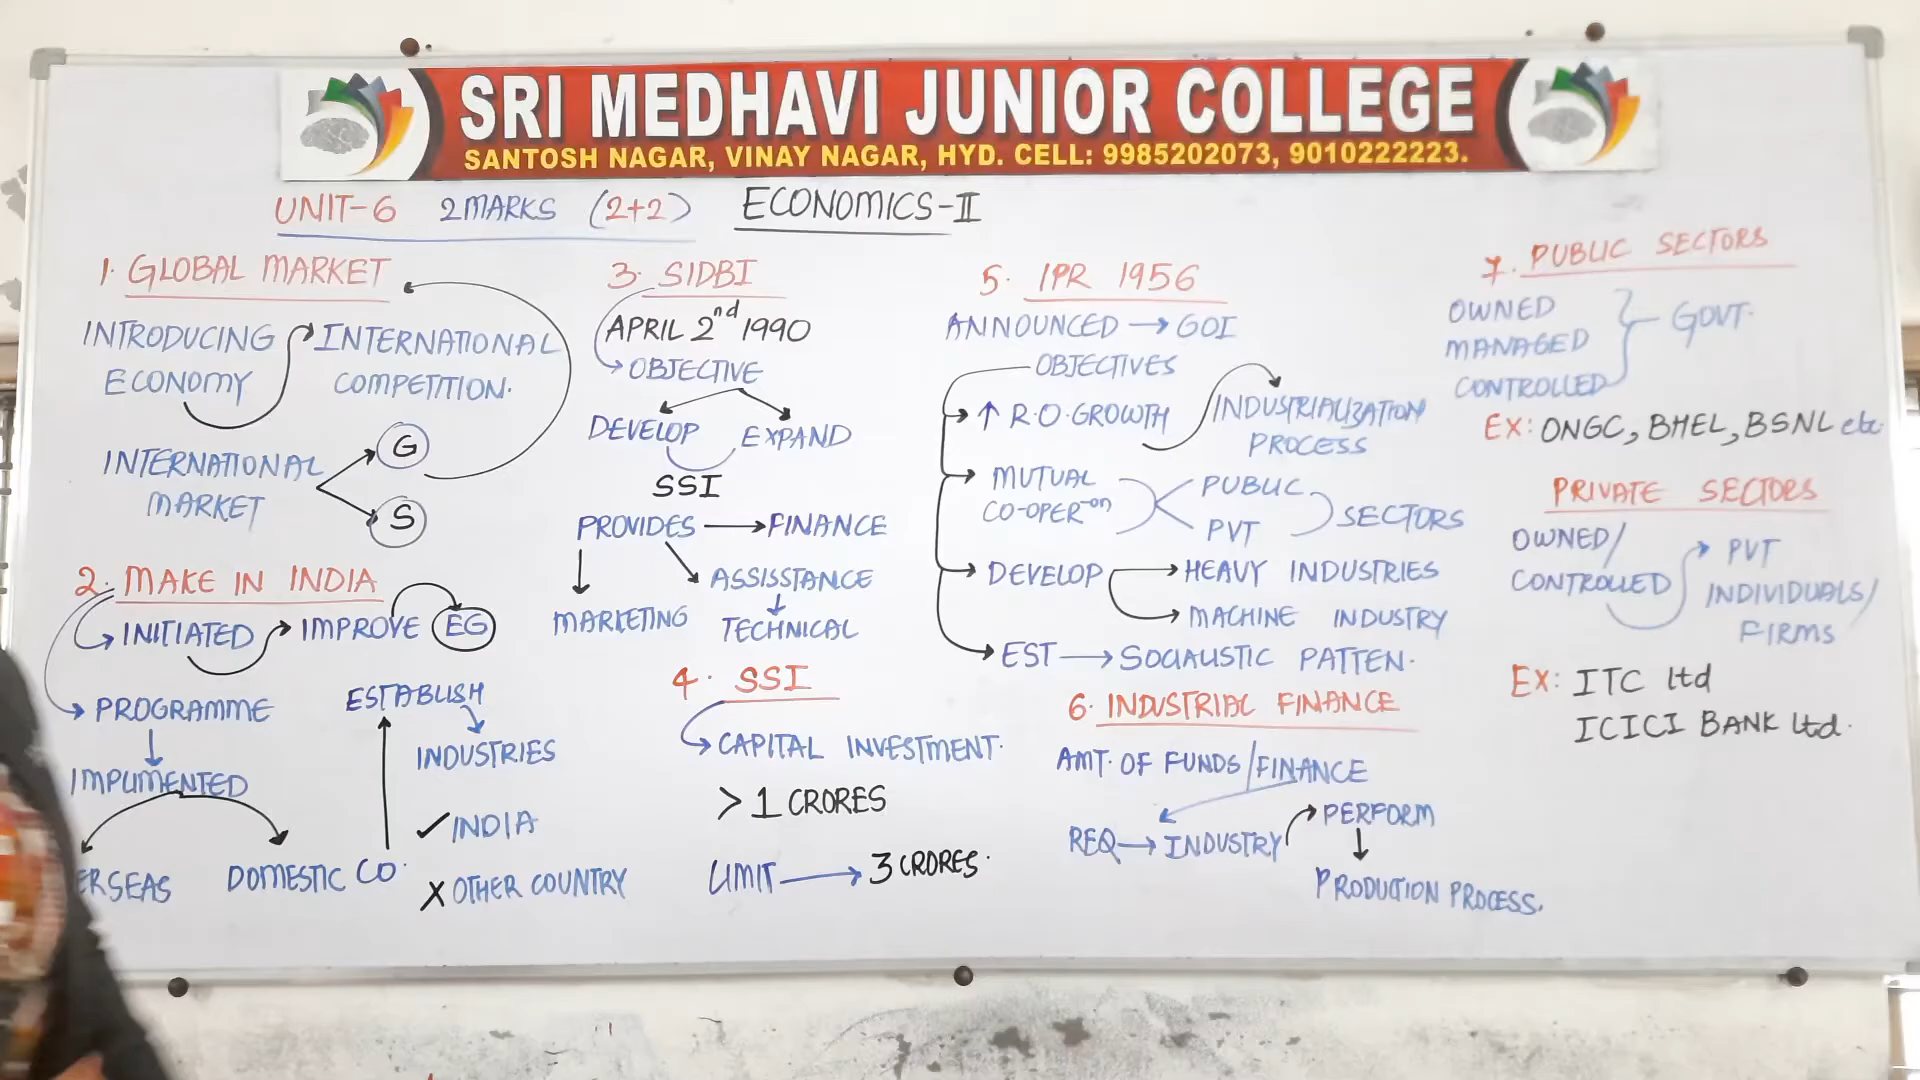 SRI MEDHAVI JUNIOR COLLEGE
SANTOSH NAGAR, VINAY NAGAR, HYD. CELL: 9985202073, 9010222223.
UNIT-6 2 MARKS (2+2) ECONOMICS-II
1. GLOBAL MARKET
INTRODUCING INTERNATIONAL
ECONOMY COMPETITION.
INTERNATIONAL
MARKET
G
S
2. MAKE IN INDIA
INITIATED IMPROVE EG
PROGRAMME
IMPLIMENTED
ERSEAS DOMESTIC CO.
ESTABLISH
INDUSTRIES
✓ INDIA
X OTHER COUNTRY
3. SIDBI
APRIL 2nd 1990
OBJECTIVE
DEVELOP EXPAND
SSI
PROVIDES → FINANCE
ASSISSTANCE
MARKETING TECHNICAL
4. SSI
CAPITAL INVESTMENT.
> 1 CRORES
LIMIT → 3 CRORES.
5. IPR 1956
ANNOUNCED → GOI
OBJECTIVES
↑ R.O.GROWTH INDUSTRIALIZATION
PROCESS
MUTUAL PUBLIC
CO-OPER-on PVT SECTORS
DEVELOP → HEAVY INDUSTRIES
→ MACHINE INDUSTRY
EST → SOCIALISTIC PATTEN.
6. INDUSTRIAL FINANCE
AMT. OF FUNDS/FINANCE
REQ → INDUSTRY PERFORM
PRODUCTION PROCESS.
7. PUBLIC SECTORS
OWNED
MANAGED GOVT.
CONTROLLED
EX: ONGC, BHEL, BSNL etc.
PRIVATE SECTORS
OWNED/ PVT
CONTROLLED INDIVIDUALS/
FIRMS
EX: ITC ltd
ICICI BANK Ltd.